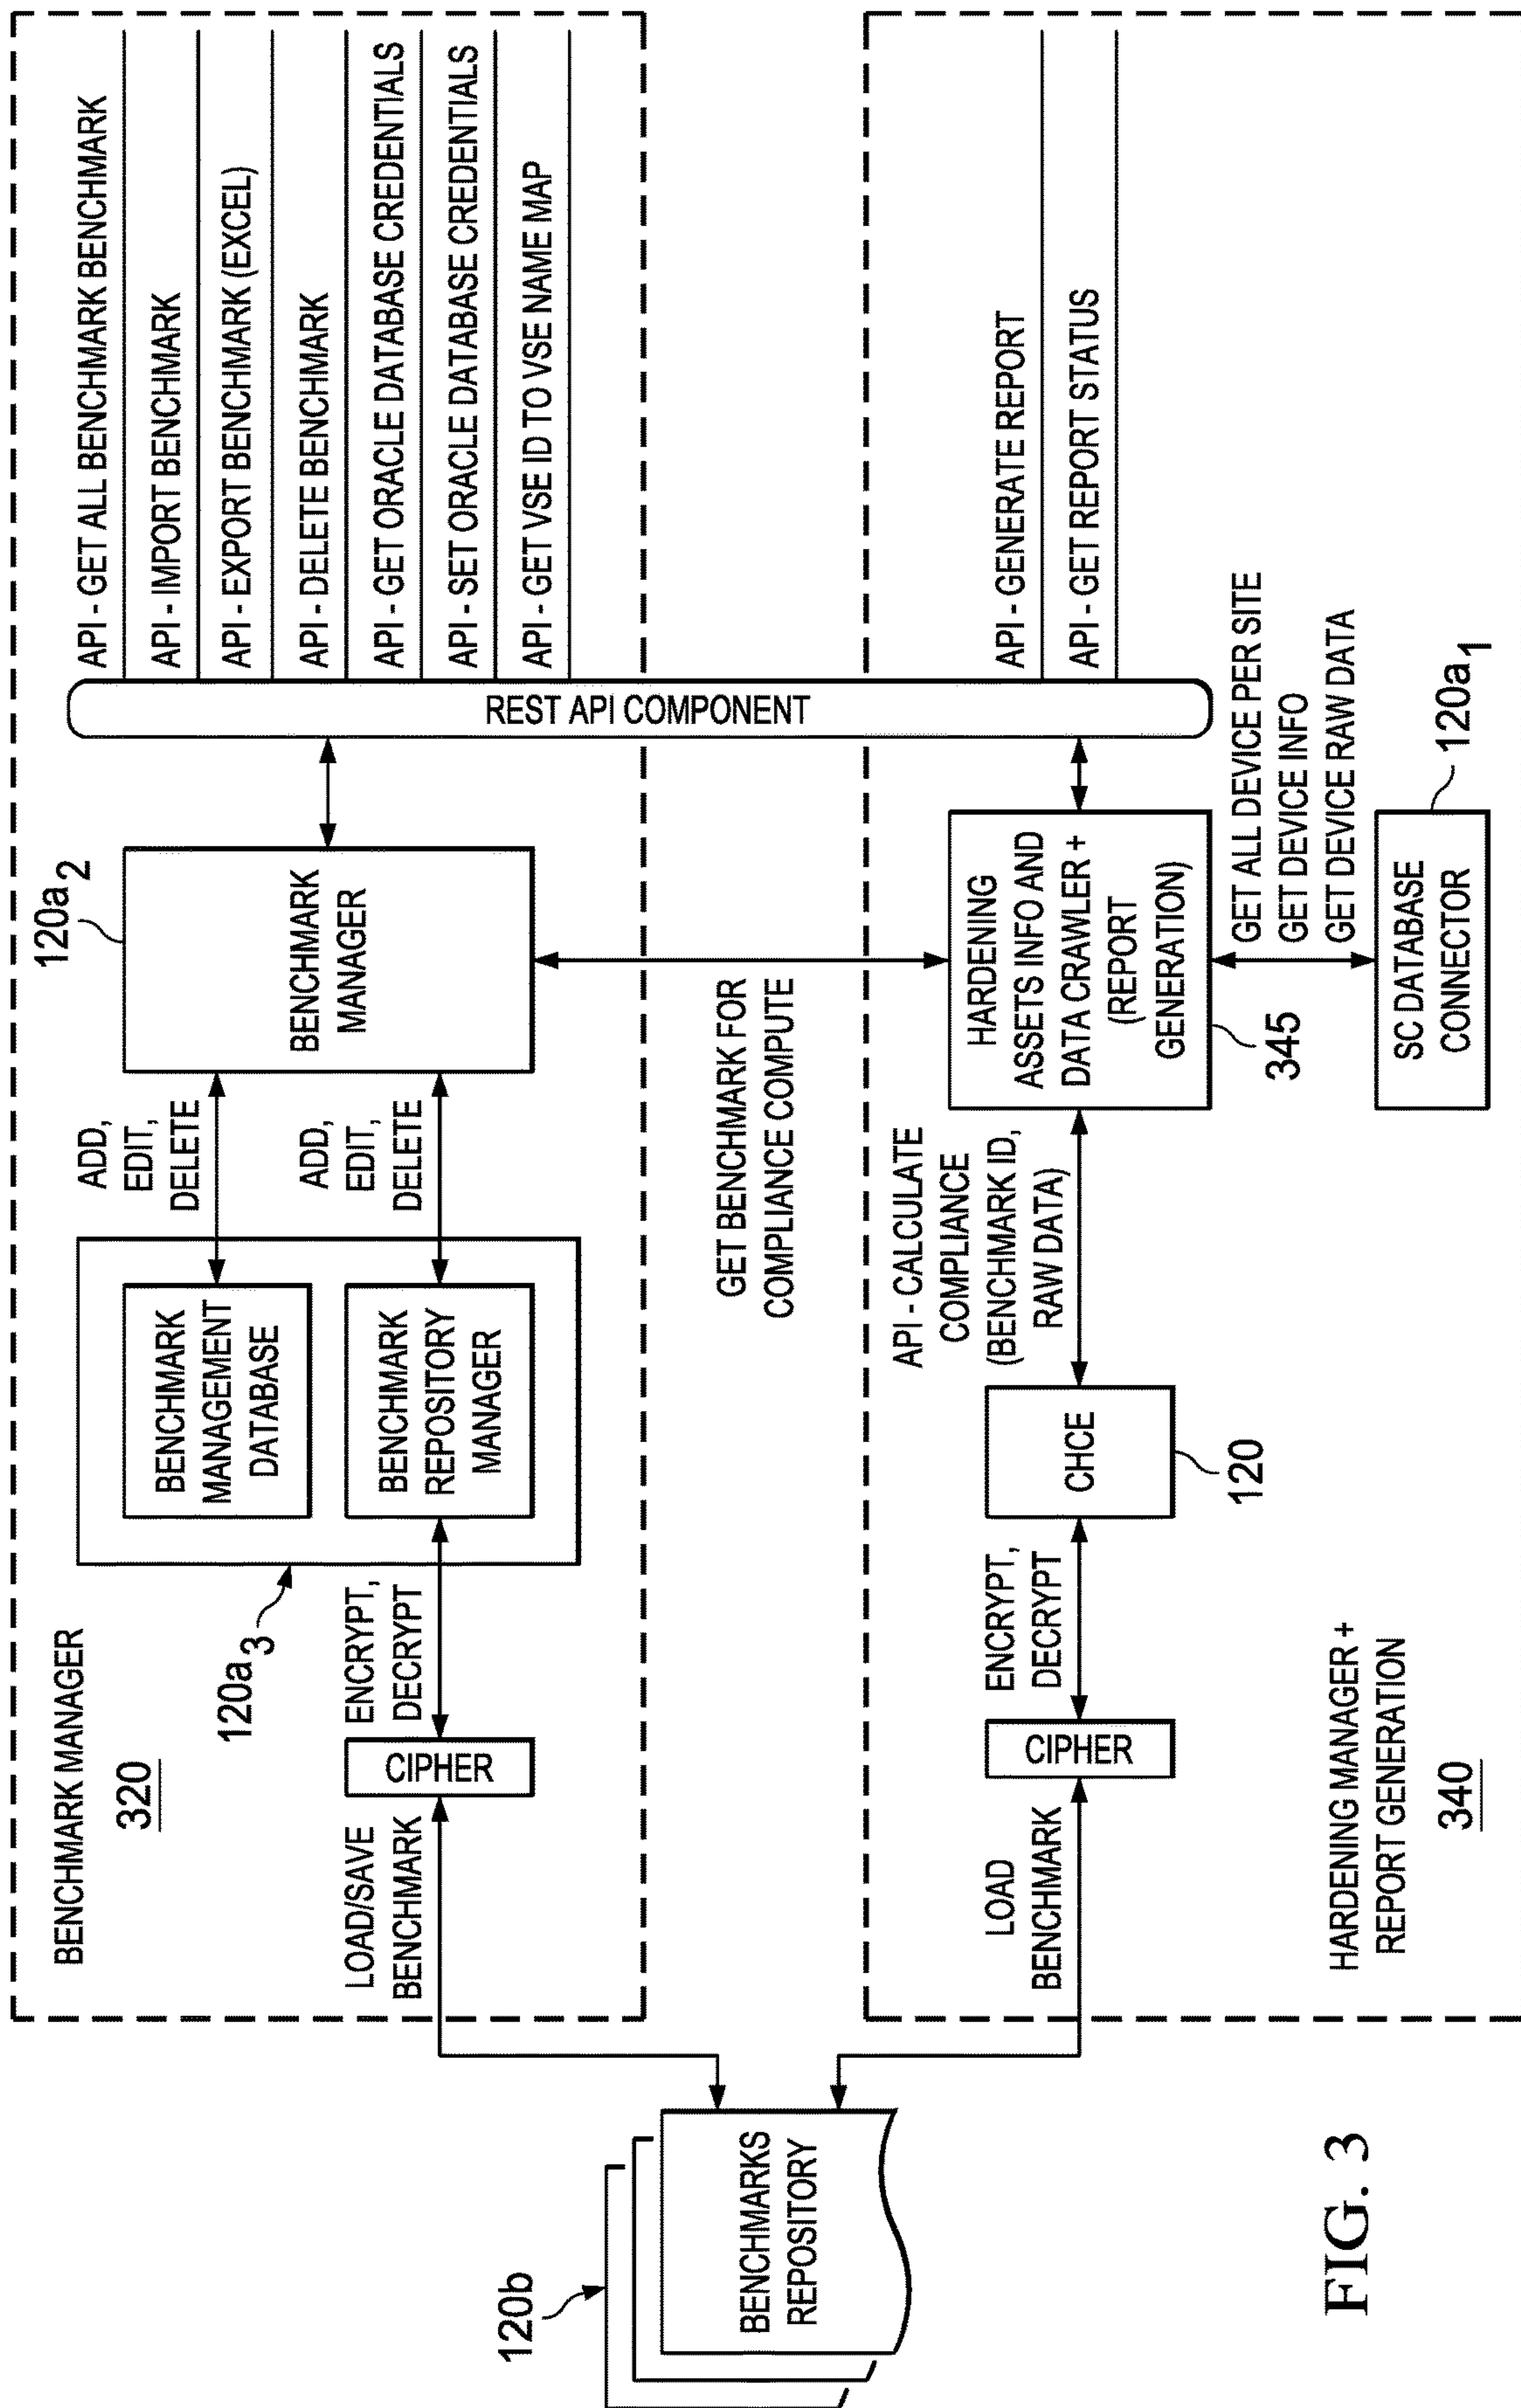 BENCHMARK MANAGER
320
120a3
120a2
BENCHMARK
MANAGEMENT
DATABASE
BENCHMARK
REPOSITORY
MANAGER
ADD,
EDIT,
DELETE
ADD,
EDIT,
DELETE
BENCHMARK
MANAGER
ENCRYPT,
DECRYPT
CIPHER
LOAD/SAVE
BENCHMARK
REST API COMPONENT
API - GET ALL BENCHMARK BENCHMARK
API - IMPORT BENCHMARK
API - EXPORT BENCHMARK (EXCEL)
API - DELETE BENCHMARK
API - GET ORACLE DATABASE CREDENTIALS
API - SET ORACLE DATABASE CREDENTIALS
API - GET VSE ID TO VSE NAME MAP
120b
BENCHMARKS
REPOSITORY
GET BENCHMARK FOR
COMPLIANCE COMPUTE
API - GENERATE REPORT
API - GET REPORT STATUS
LOAD
BENCHMARK
CIPHER
ENCRYPT,
DECRYPT
CHCE
120
API - CALCULATE
COMPLIANCE
(BENCHMARK ID,
RAW DATA)
HARDENING
ASSETS INFO AND
DATA CRAWLER +
(REPORT
GENERATION)
345
GET ALL DEVICE PER SITE
GET DEVICE INFO
GET DEVICE RAW DATA
SC DATABASE
CONNECTOR
120a1
HARDENING MANAGER +
REPORT GENERATION
340
FIG. 3